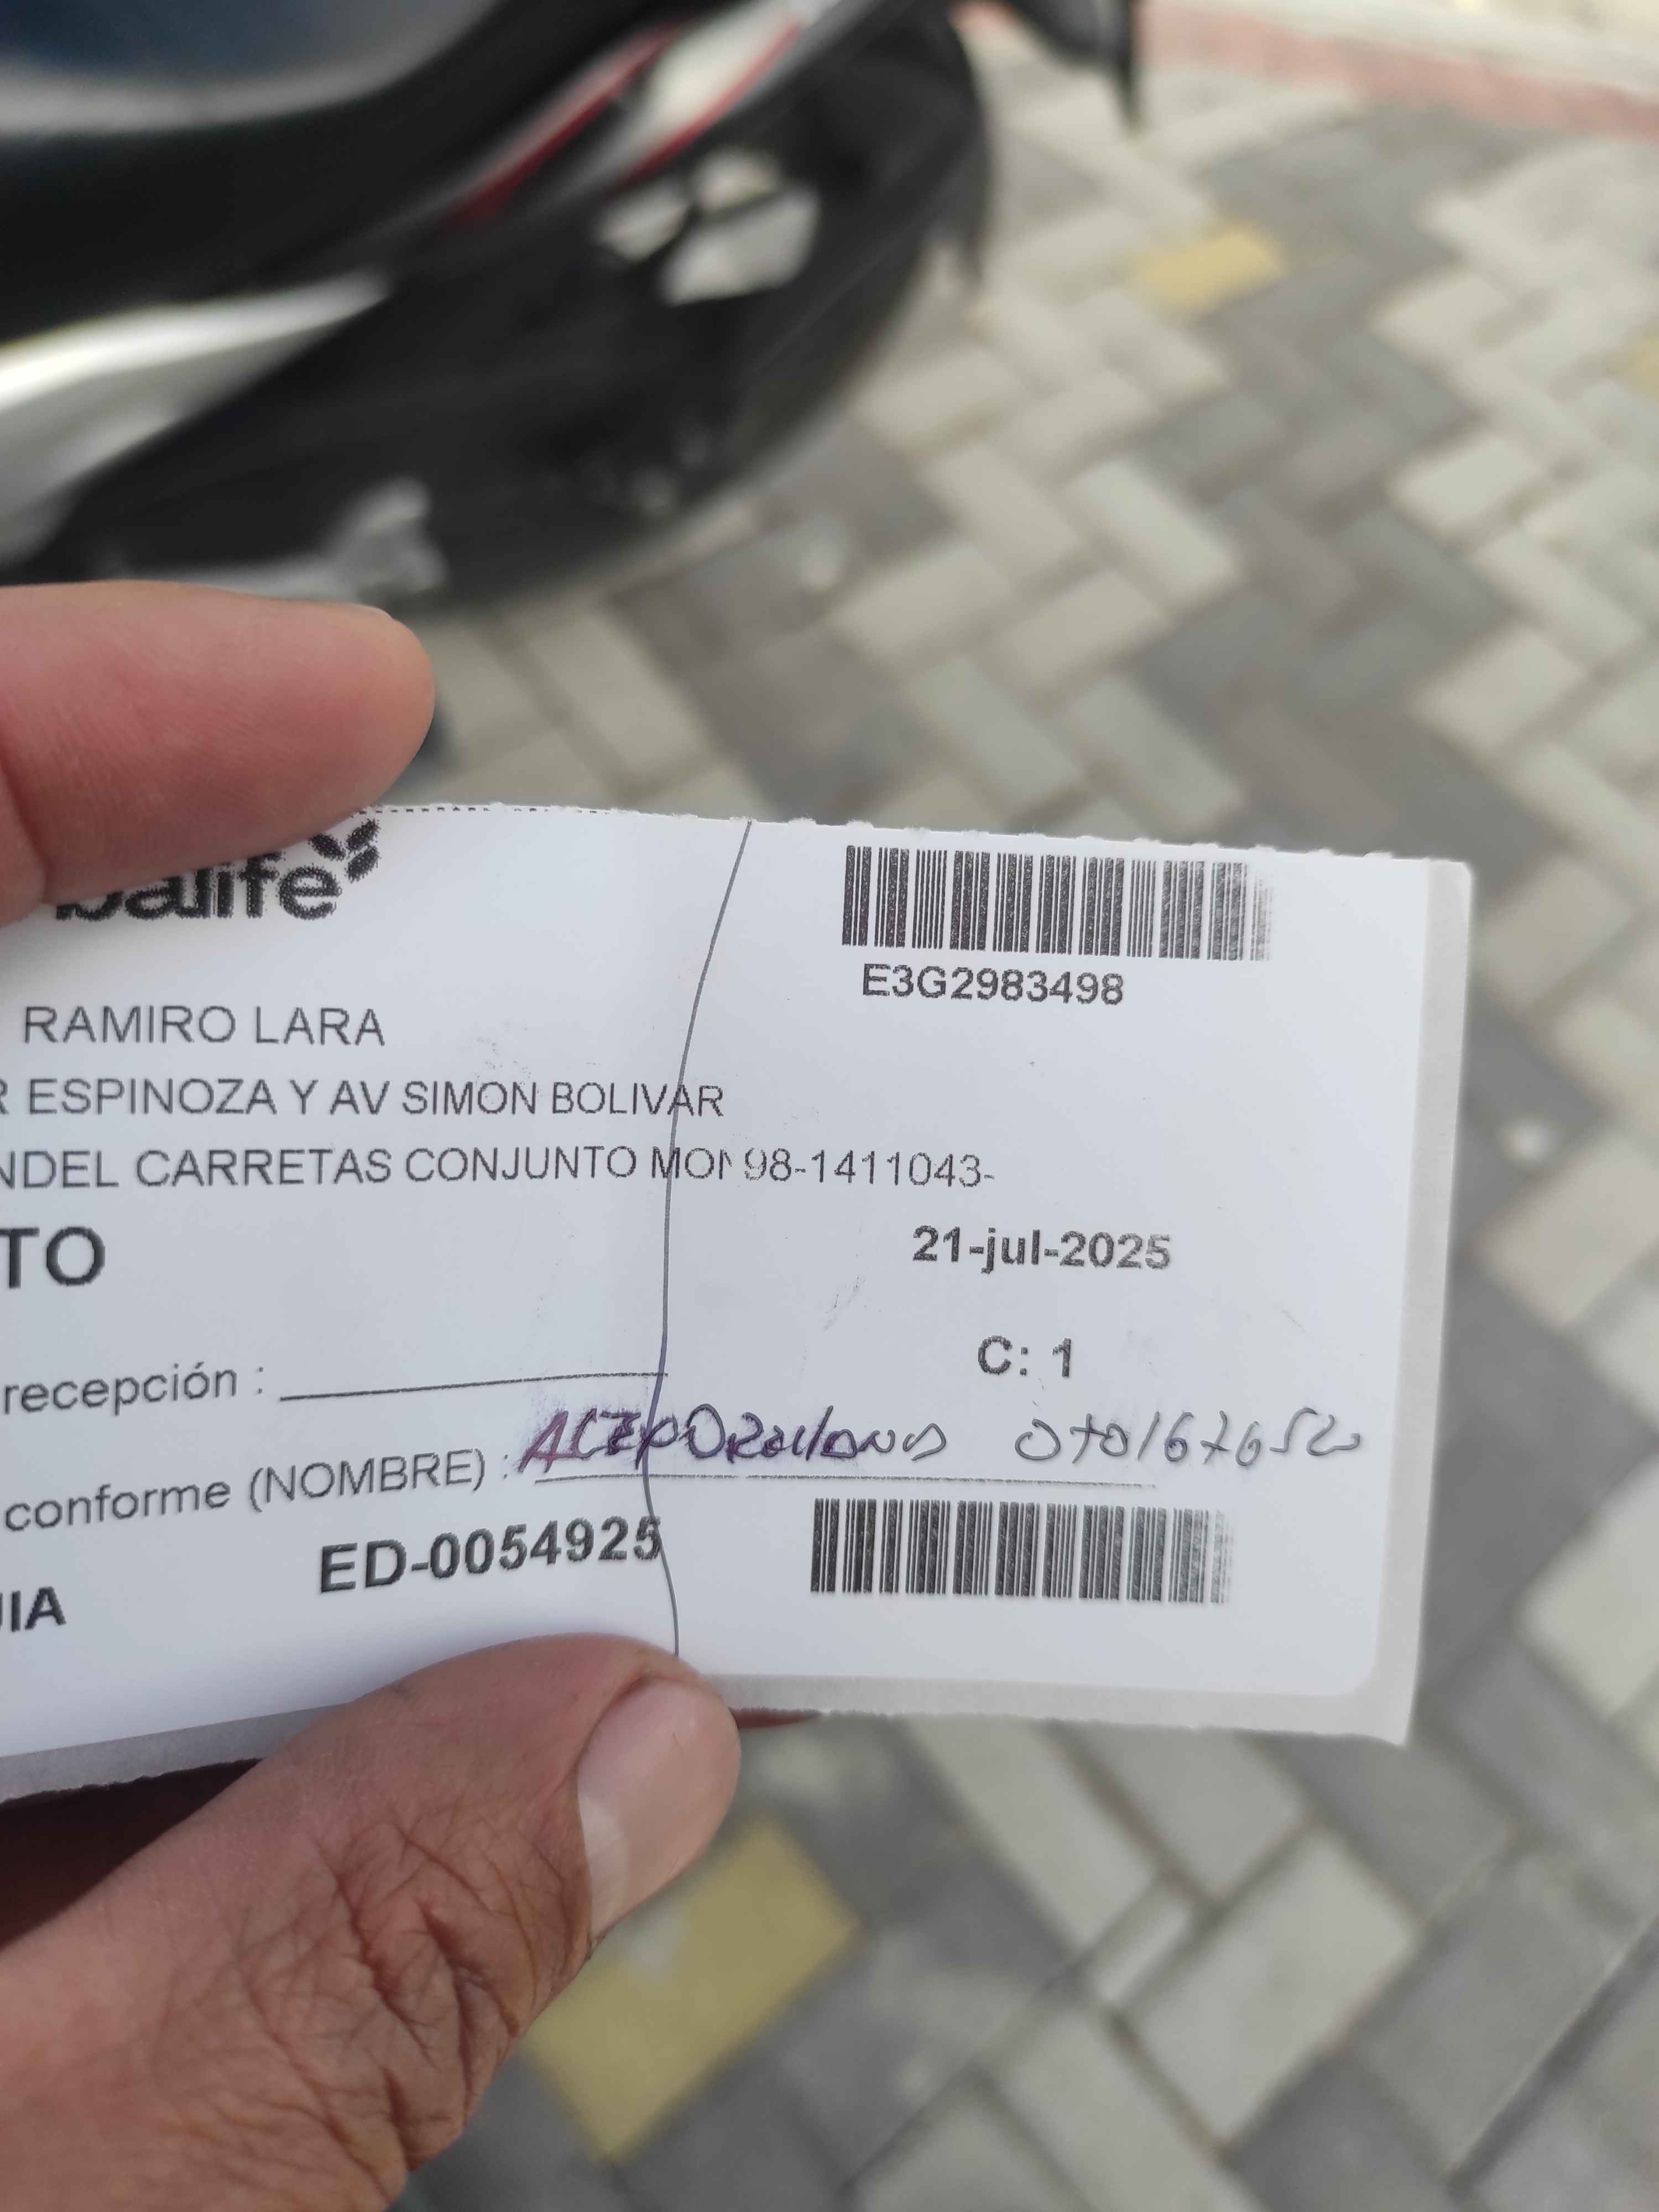 balife
E3G2983498
RAMIRO LARA
R ESPINOZA Y AV SIMON BOLIVAR
NDEL CARRETAS CONJUNTO MON 98-1411043-
TO
21-jul-2025
C: 1
recepción :
conforme (NOMBRE) :
ED-0054925
UIA